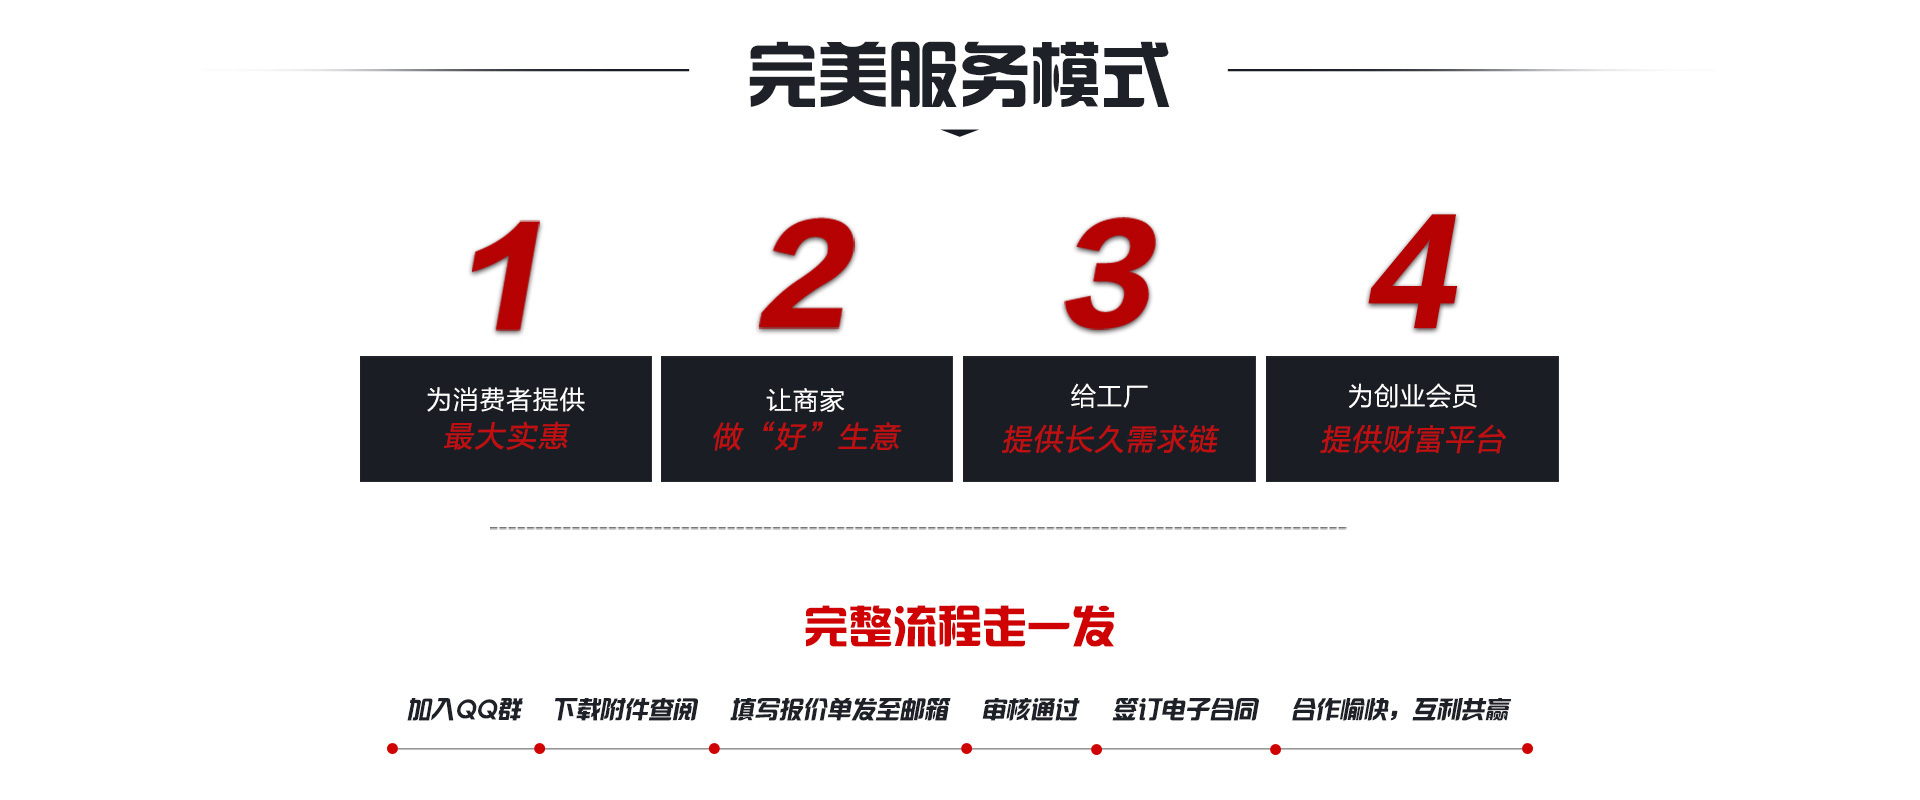 完美服务模式
1
2
3
4
为消费者提供
最大实惠
让商家
做“好”生意
给工厂
提供长久需求链
为创业会员
提供财富平台
完整流程走一发
加入QQ群
下载附件查阅
填写报价单发至邮箱
审核通过
签订电子合同
合作愉快，互利共赢